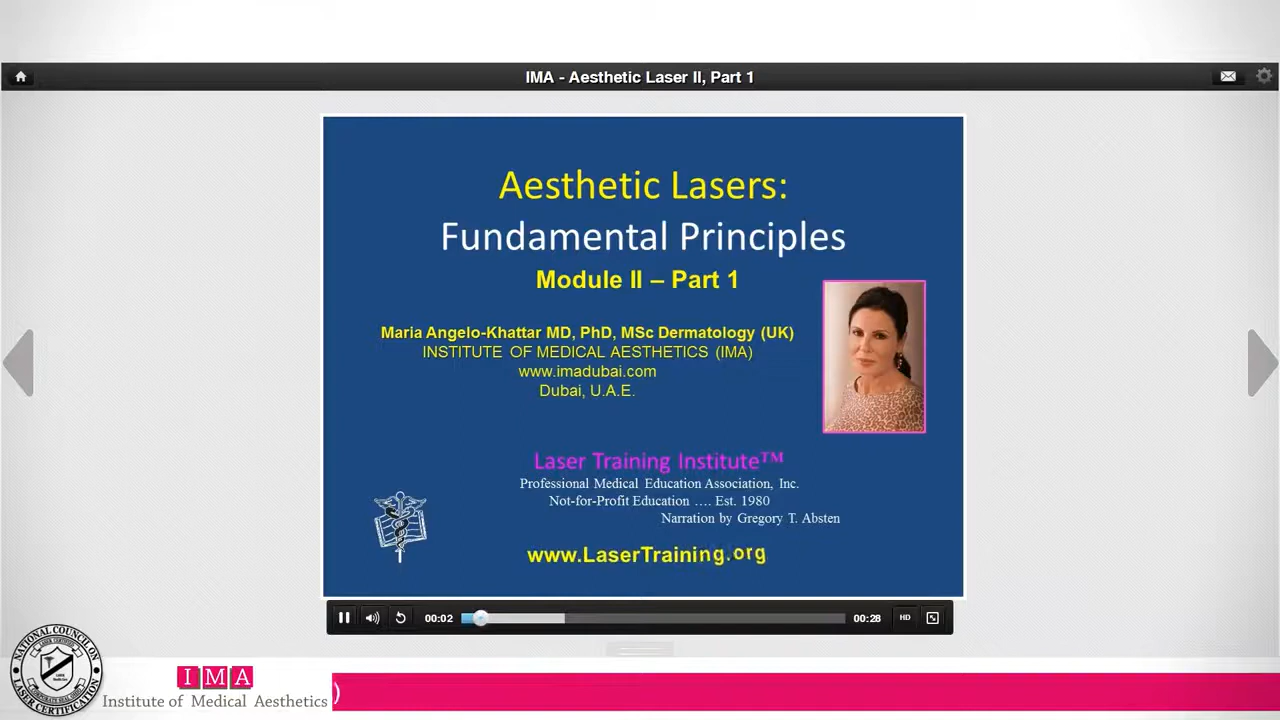 IMA - Aesthetic Laser II, Part 1
Aesthetic Lasers:
Fundamental Principles
Module II – Part 1
Maria Angelo-Khattar MD, PhD, MSc Dermatology (UK)
INSTITUTE OF MEDICAL AESTHETICS (IMA)
www.imadubai.com
Dubai, U.A.E.
Laser Training Institute™
Professional Medical Education Association, Inc.
Not-for-Profit Education .... Est. 1980
Narration by Gregory T. Absten
www.LaserTraining.org
00:02
00:28
HD
NATIONAL COUNCIL ON
LASER CERTIFICATION
IMA
Institute of Medical Aesthetics
)